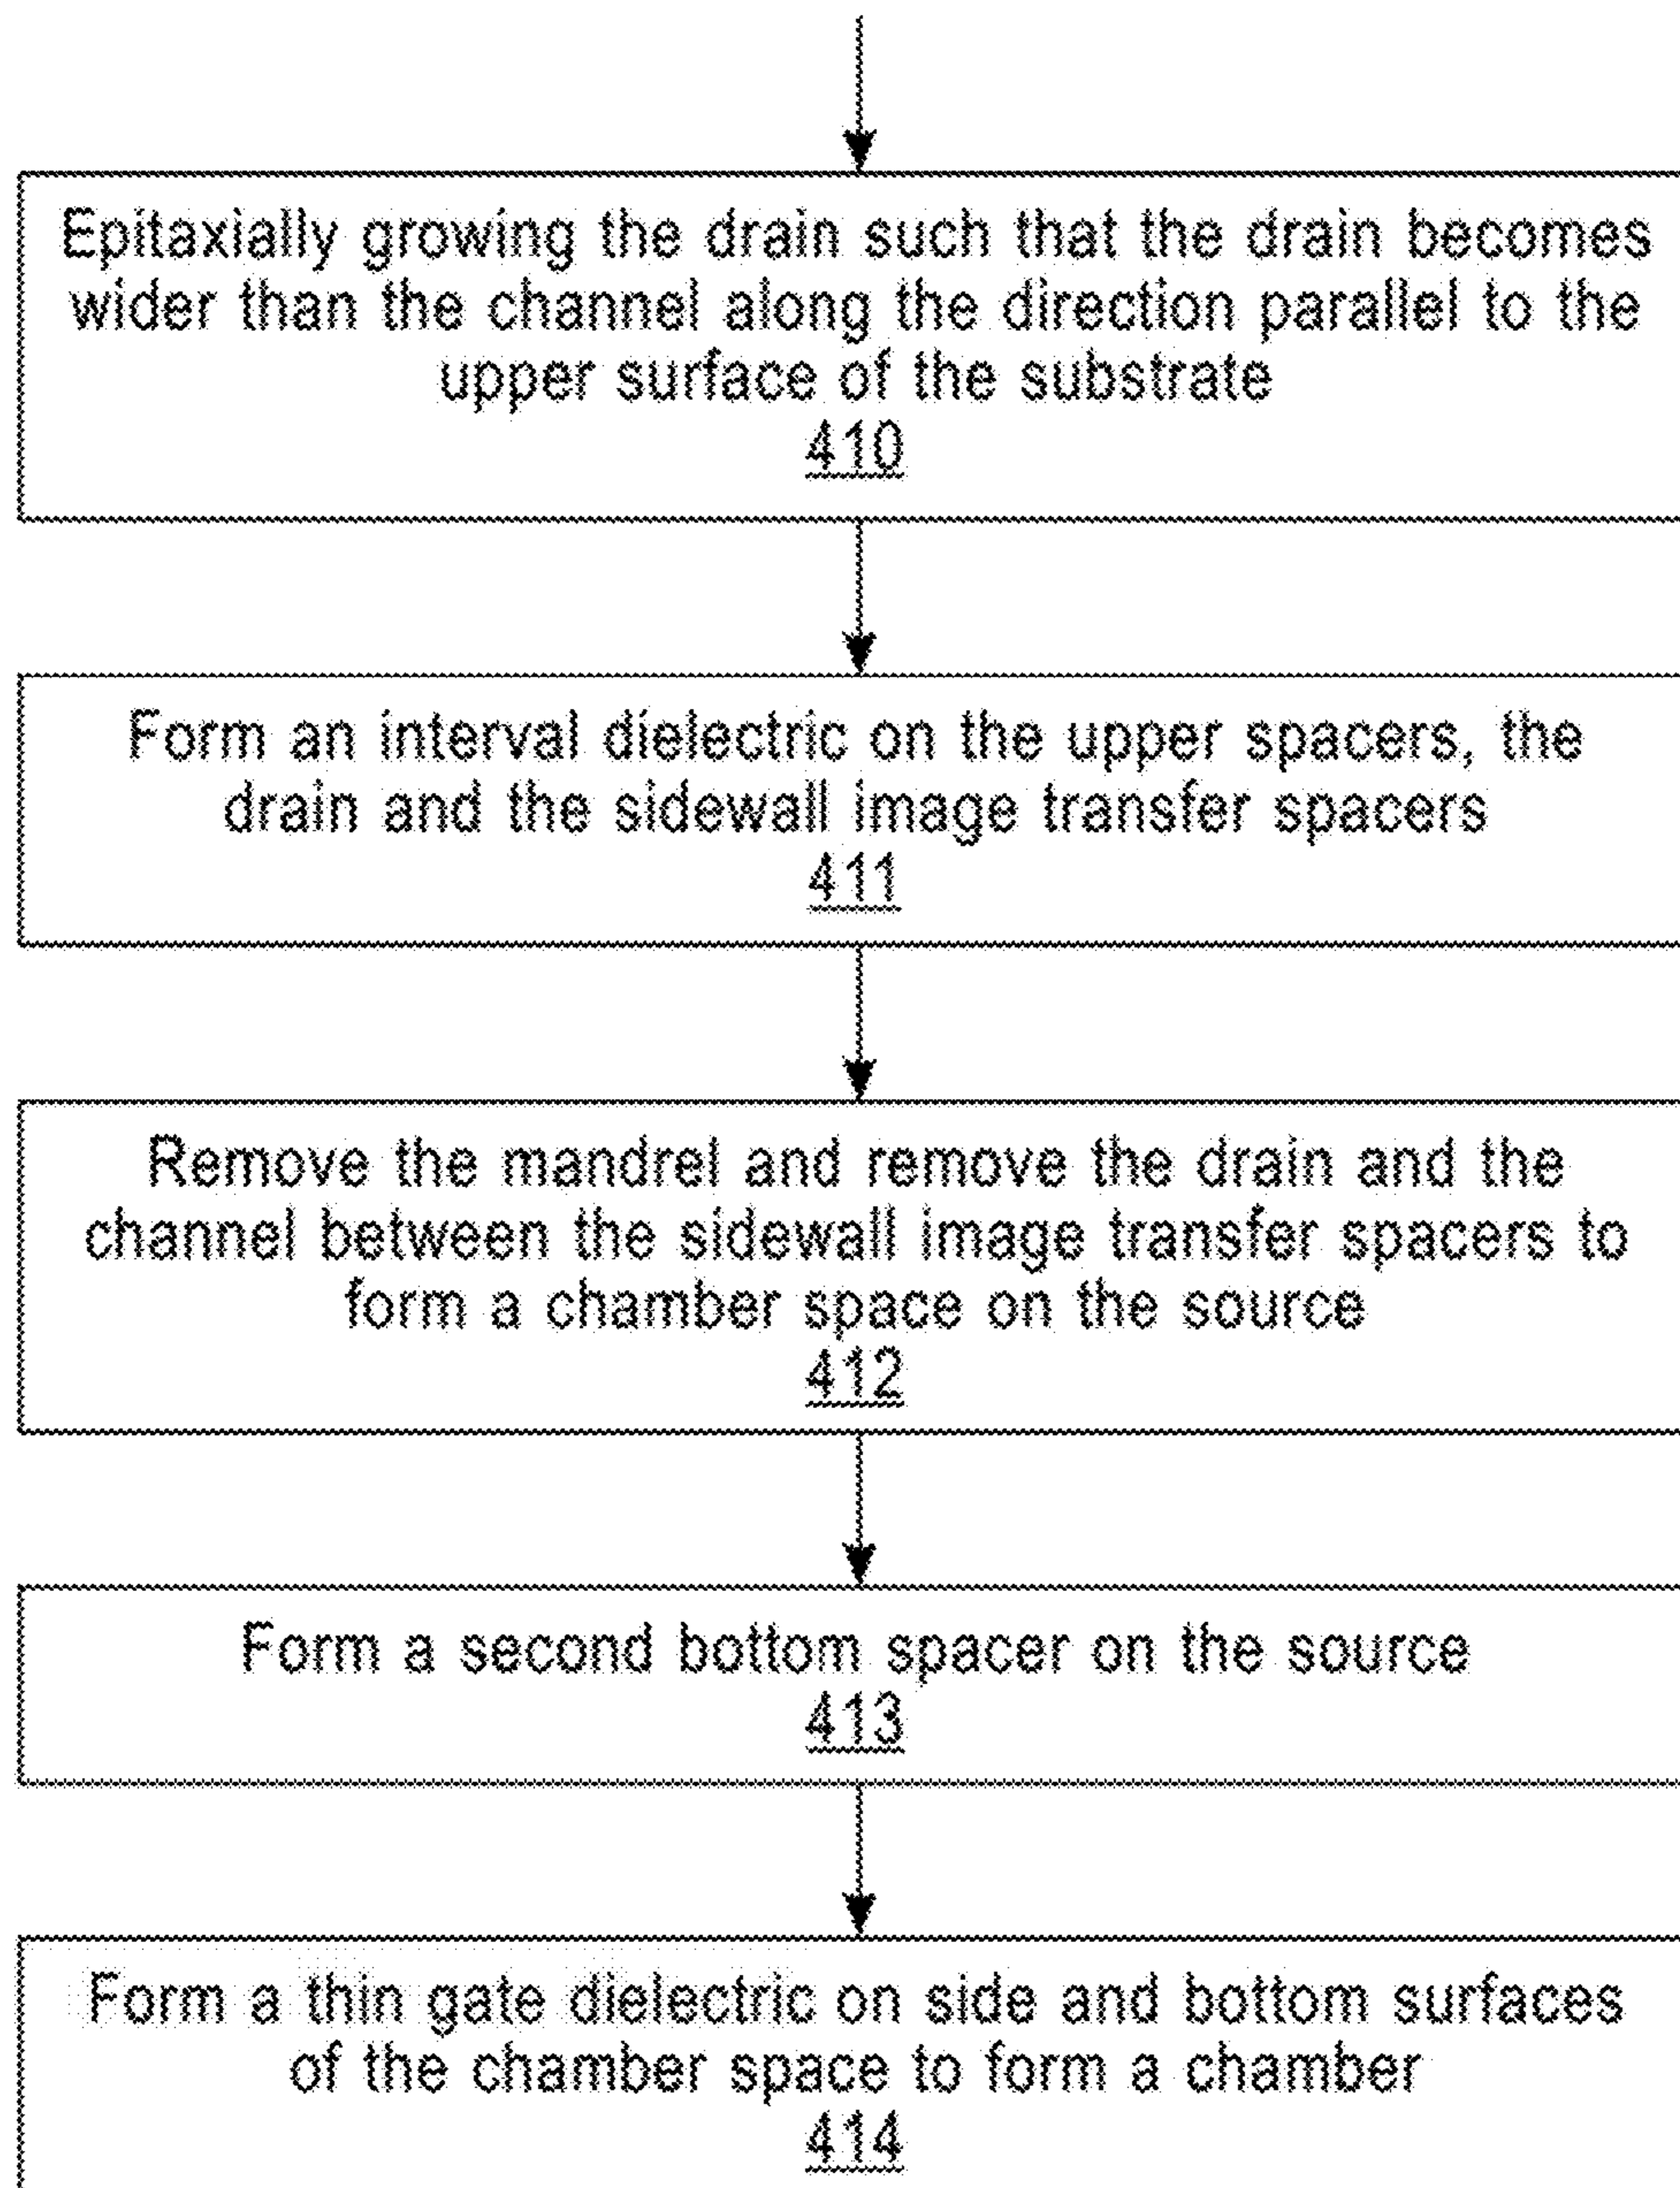 Epitaxially growing the drain such that the drain becomes
wider than the channel along the direction parallel to the
upper surface of the substrate
410
Form an interval dielectric on the upper spacers, the
drain and the sidewall image transfer spacers
411
Remove the mandrel and remove the drain and the
channel between the sidewall image transfer spacers to
form a chamber space on the source
412
Form a second bottom spacer on the source
413
Form a thin gate dielectric on side and bottom surfaces
of the chamber space to form a chamber
414